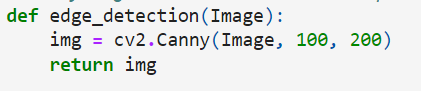 def edge_detection(Image):
    img = cv2.Canny(Image, 100, 200)
    return img